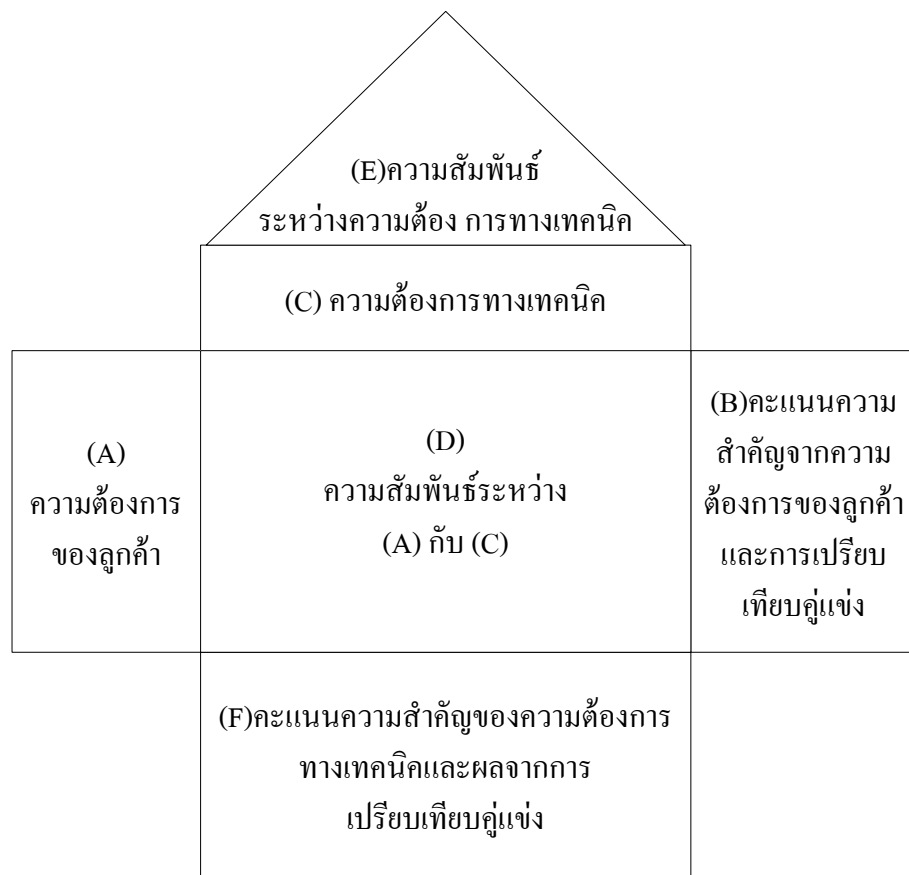 (E)ความสัมพันธ์
ระหว่างความต้อง การทางเทคนิค
(C) ความต้องการทางเทคนิค
(A)
ความต้องการ
ของลูกค้า
(D)
ความสัมพันธ์ระหว่าง
(A) กับ (C)
(B)คะแนนความ
สำคัญจากความ
ต้องการของลูกค้า
และการเปรียบ
เทียบคู่แข่ง
(F)คะแนนความสำคัญของความต้องการ
ทางเทคนิคและผลจากการ
เปรียบเทียบคู่แข่ง